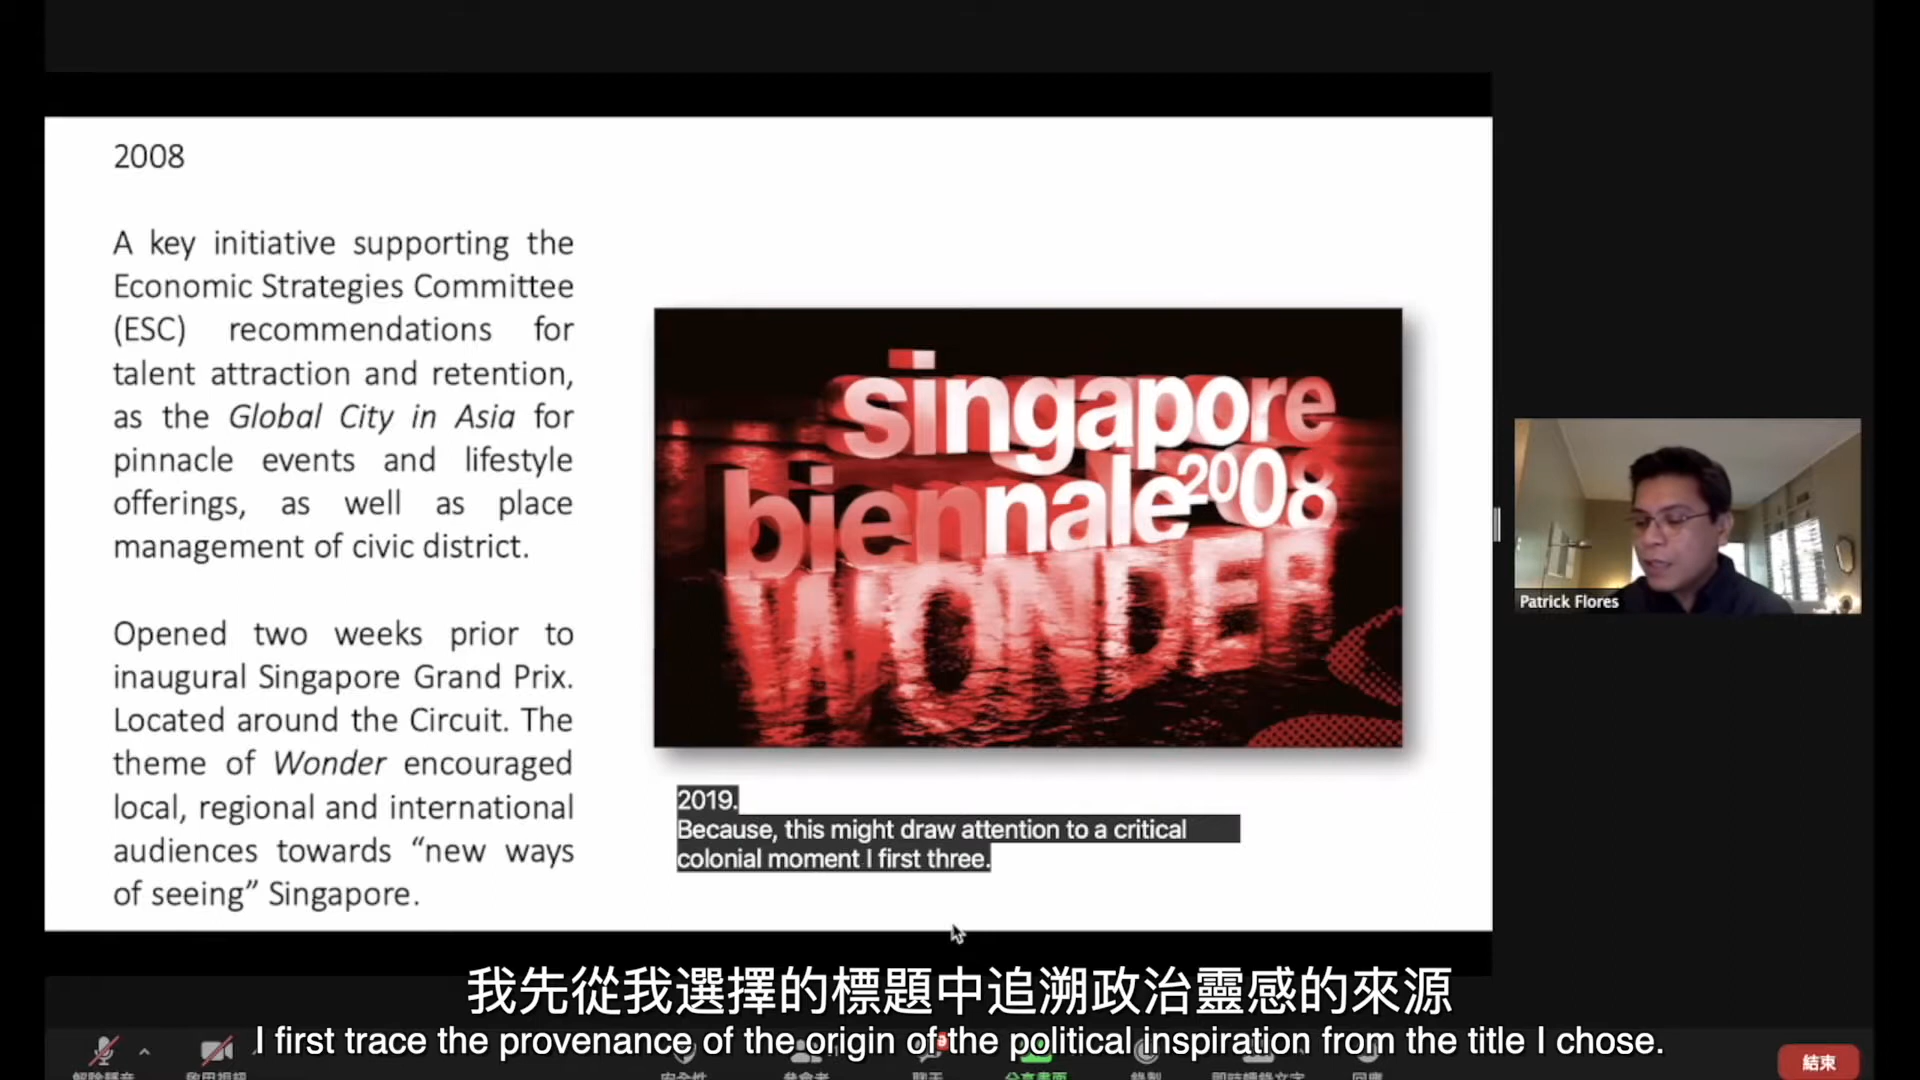 2008
A key initiative supporting the
Economic Strategies Committee
(ESC) recommendations for
talent attraction and retention,
as the Global City in Asia for
pinnacle events and lifestyle
offerings, as well as place
management of civic district.
Opened two weeks prior to
inaugural Singapore Grand Prix.
Located around the Circuit. The
theme of Wonder encouraged
local, regional and international
audiences towards “new ways
of seeing” Singapore.
singapore
biennale 2008
WONDER
2019.
Because, this might draw attention to a critical
colonial moment I first three.
Patrick Flores
我先從我選擇的標題中追溯政治靈感的來源
I first trace the provenance of the origin of the political inspiration from the title I chose.
結束